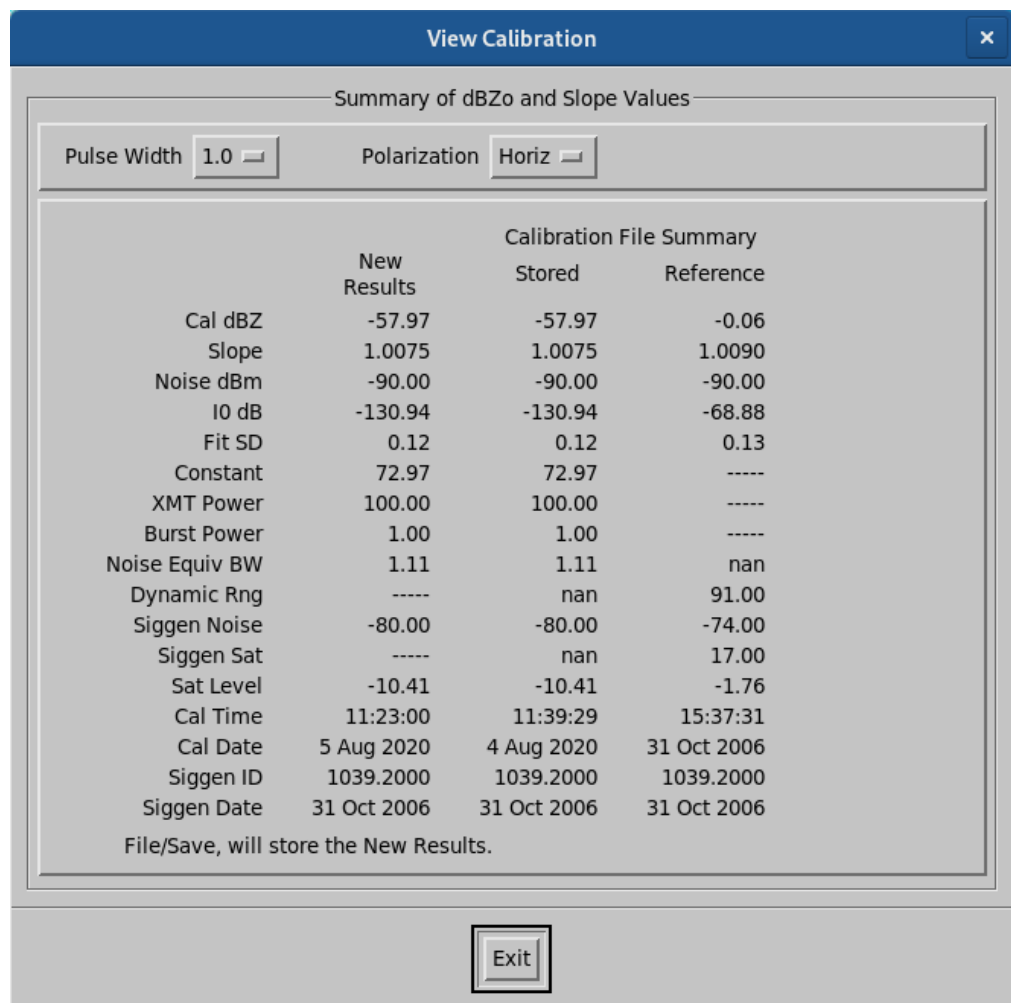 View Calibration
×
Summary of dBZo and Slope Values
Pulse Width 1.0 Polarization Horiz
Calibration File Summary
New Results Stored Reference
Cal dBZ -57.97 -57.97 -0.06
Slope 1.0075 1.0075 1.0090
Noise dBm -90.00 -90.00 -90.00
I0 dB -130.94 -130.94 -68.88
Fit SD 0.12 0.12 0.13
Constant 72.97 72.97 -----
XMT Power 100.00 100.00 -----
Burst Power 1.00 1.00 -----
Noise Equiv BW 1.11 1.11 nan
Dynamic Rng ----- nan 91.00
Siggen Noise -80.00 -80.00 -74.00
Siggen Sat ----- nan 17.00
Sat Level -10.41 -10.41 -1.76
Cal Time 11:23:00 11:39:29 15:37:31
Cal Date 5 Aug 2020 4 Aug 2020 31 Oct 2006
Siggen ID 1039.2000 1039.2000 1039.2000
Siggen Date 31 Oct 2006 31 Oct 2006 31 Oct 2006
File/Save, will store the New Results.
Exit